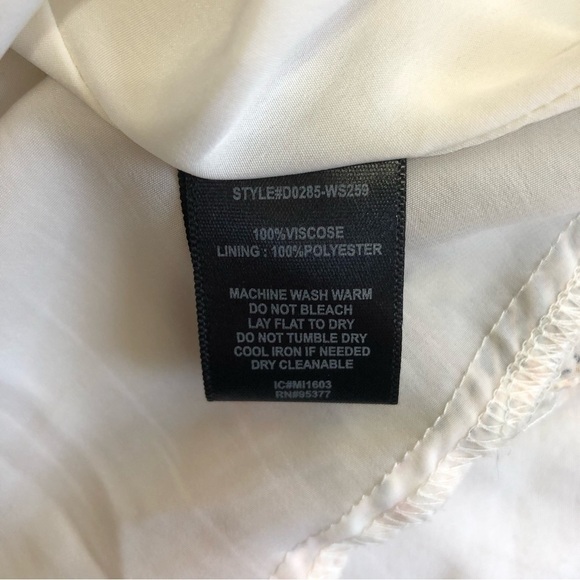 STYLE#D0285-WS259
100%VISCOSE
LINING : 100%POLYESTER
MACHINE WASH WARM
DO NOT BLEACH
LAY FLAT TO DRY
DO NOT TUMBLE DRY
COOL IRON IF NEEDED
DRY CLEANABLE
IC#MI1603
RN#95377